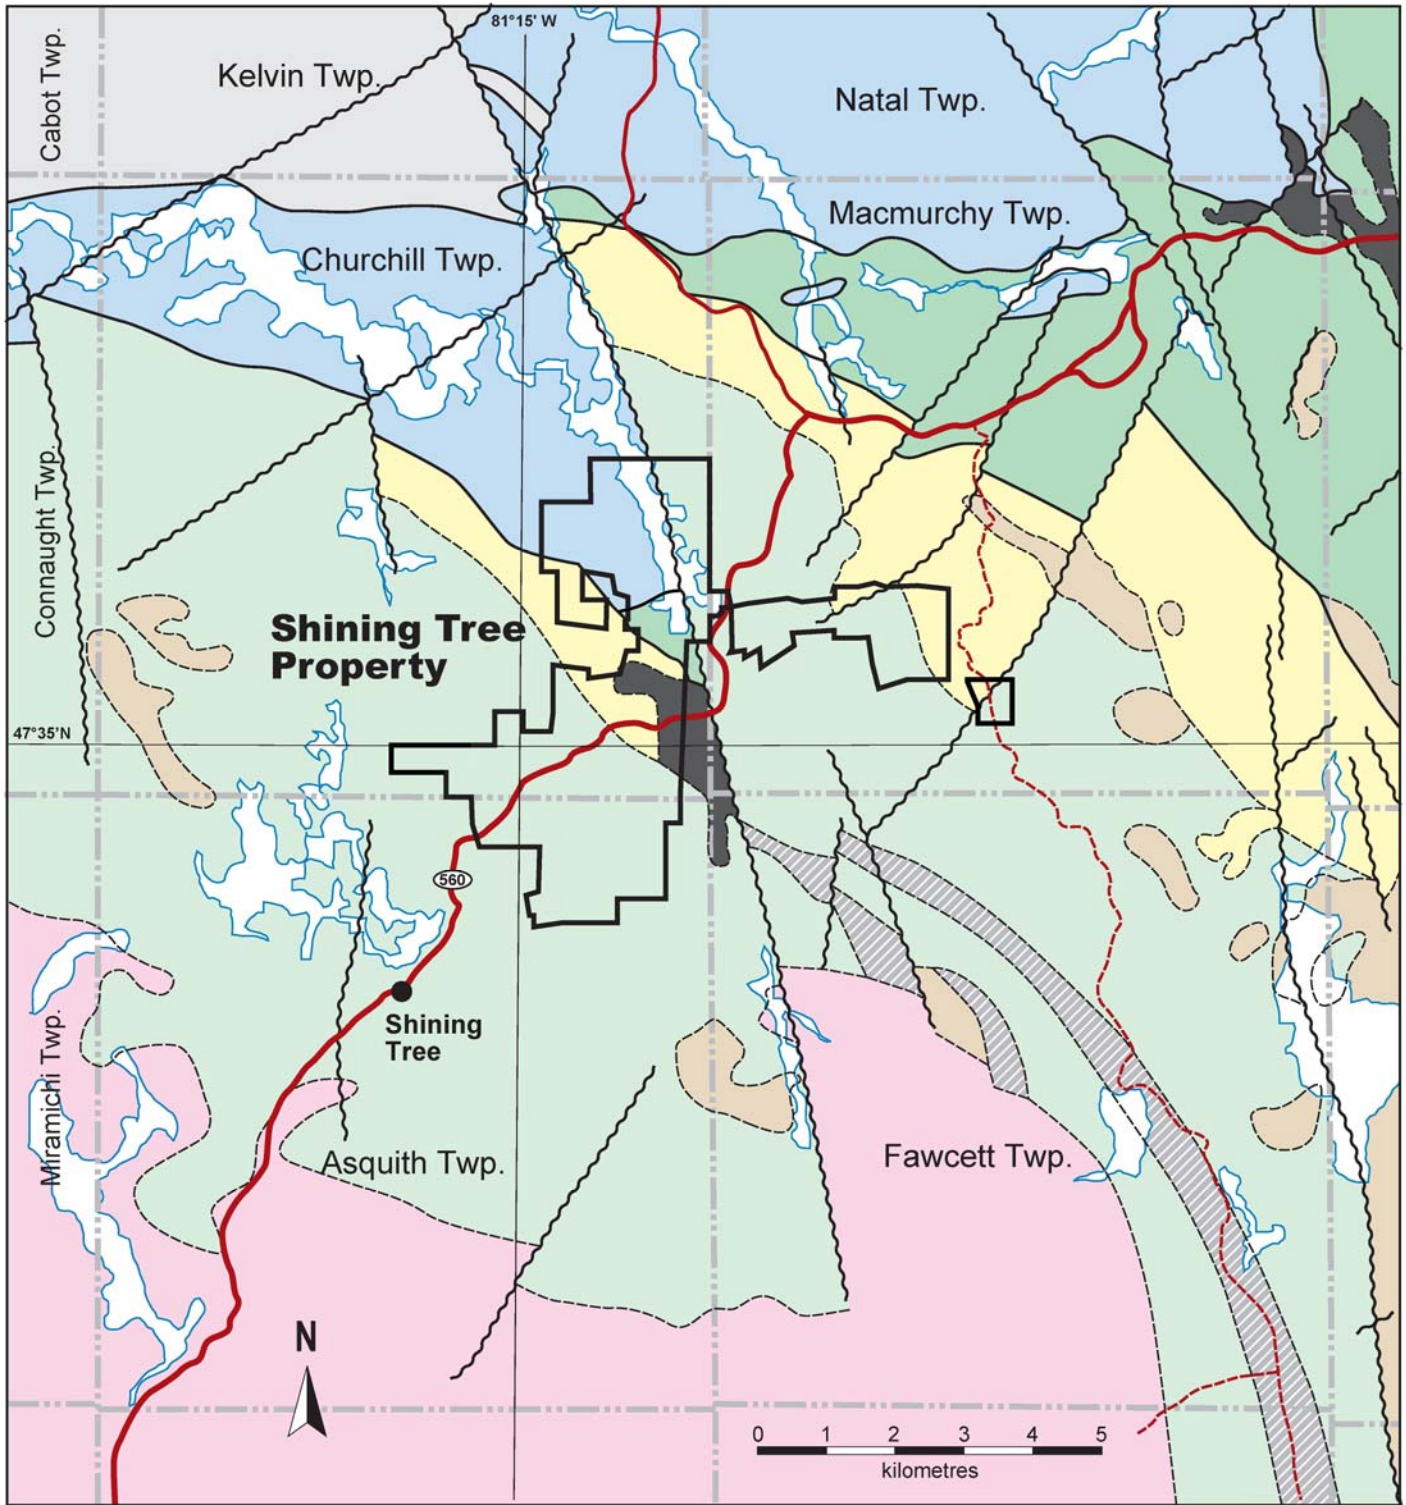 81°15' W
Cabot Twp.
Kelvin Twp.
Natal Twp.
Macmurchy Twp.
Churchill Twp.
Connaught Twp.
Shining Tree
Property
47°35'N
560
Shining
Tree
Miramichi Twp.
Asquith Twp.
Fawcett Twp.
N
0 1 2 3 4 5
kilometres